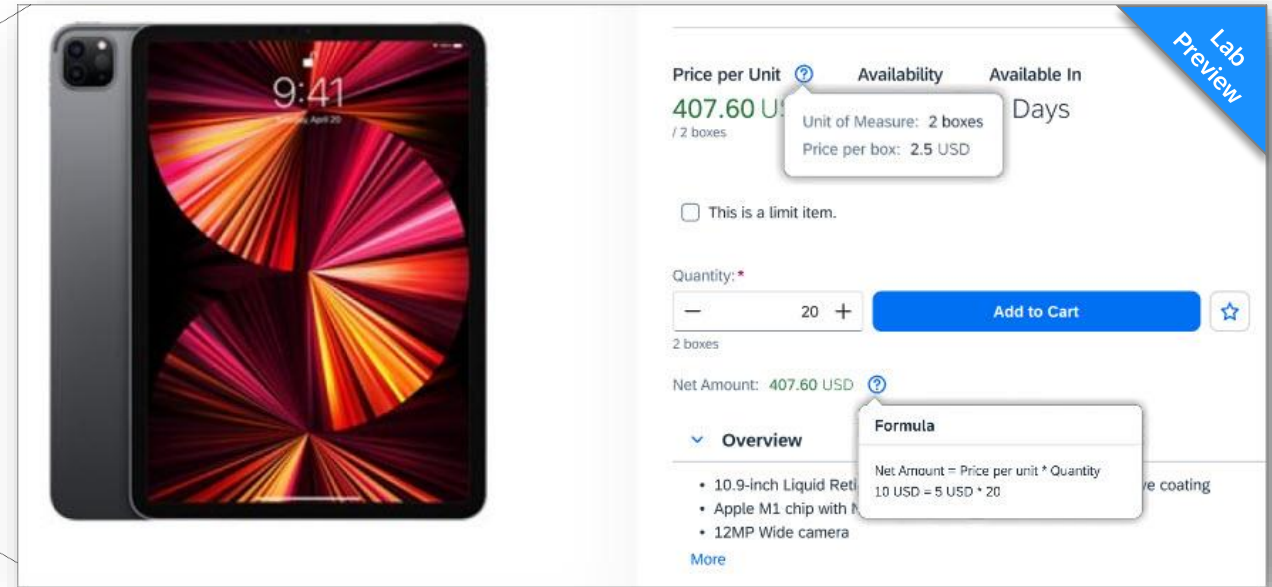 Lab
Preview
9:41
Tuesday, April 20
Price per Unit Availability Available In
407.60 Days
/ 2 boxes
Unit of Measure: 2 boxes
Price per box: 2.5 USD
This is a limit item.
Quantity:*
20 Add to Cart
2 boxes
Net Amount: 407.60 USD
Formula
Net Amount = Price per unit * Quantity
10 USD = 5 USD * 20
Overview
• 10.9-inch Liquid coating
• Apple M1 chip with
• 12MP Wide camera
More